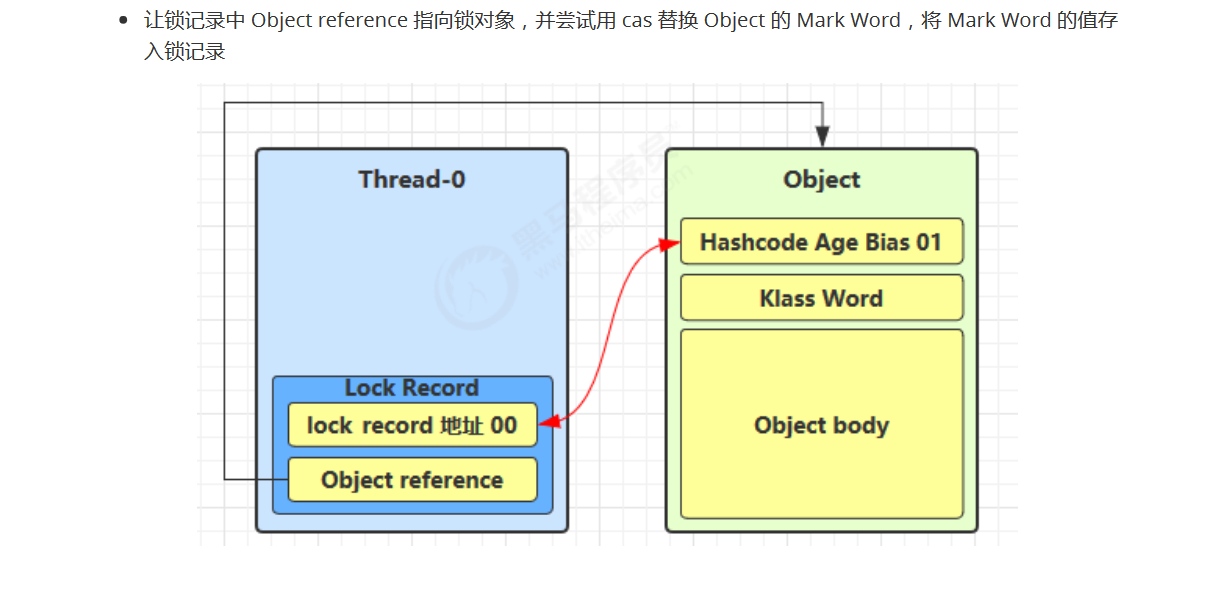 让锁记录中 Object reference 指向锁对象，并尝试用 cas 替换 Object 的 Mark Word，将 Mark Word 的值存
入锁记录
Thread-0
Object
Hashcode Age Bias 01
Klass Word
Lock Record
lock record 地址 00
Object body
Object reference
黑马程序员
www.itheima.com